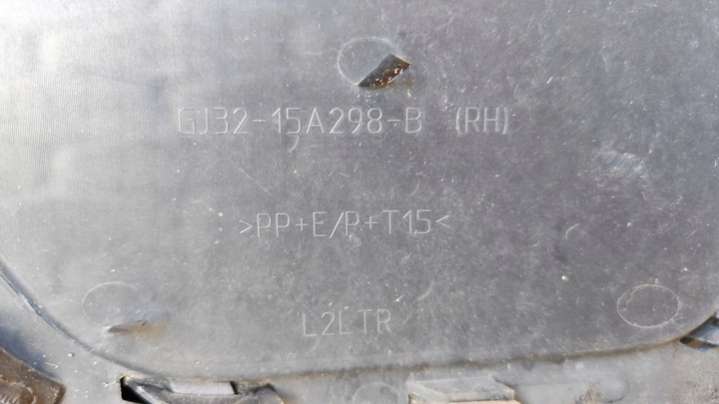 GJ32-15A298-B (RH)
>PP+E/P+T15<
L2LTR